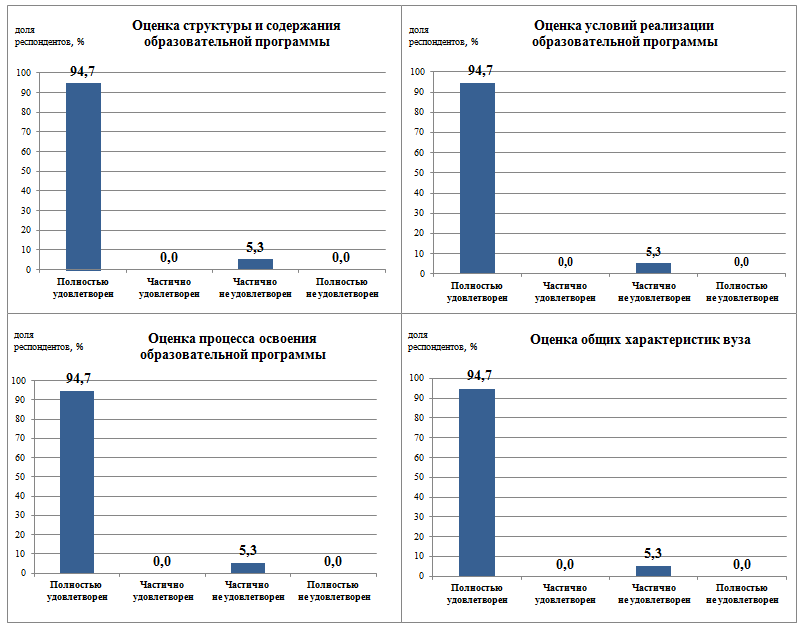 доля
респондентов, %
Оценка структуры и содержания
образовательной программы
100
90
80
70
60
50
40
30
20
10
0
94,7
0,0
5,3
0,0
Полностью
удовлетворен
Частично
удовлетворен
Частично
не удовлетворен
Полностью
не удовлетворен
доля
респондентов, %
Оценка условий реализации
образовательной программы
100
90
80
70
60
50
40
30
20
10
0
94,7
0,0
5,3
0,0
Полностью
удовлетворен
Частично
удовлетворен
Частично
не удовлетворен
Полностью
не удовлетворен
доля
респондентов, %
Оценка процесса освоения
образовательной программы
100
90
80
70
60
50
40
30
20
10
0
94,7
0,0
5,3
0,0
Полностью
удовлетворен
Частично
удовлетворен
Частично
не удовлетворен
Полностью
не удовлетворен
доля
респондентов, %
Оценка общих характеристик вуза
100
90
80
70
60
50
40
30
20
10
0
94,7
0,0
5,3
0,0
Полностью
удовлетворен
Частично
удовлетворен
Частично
не удовлетворен
Полностью
не удовлетворен